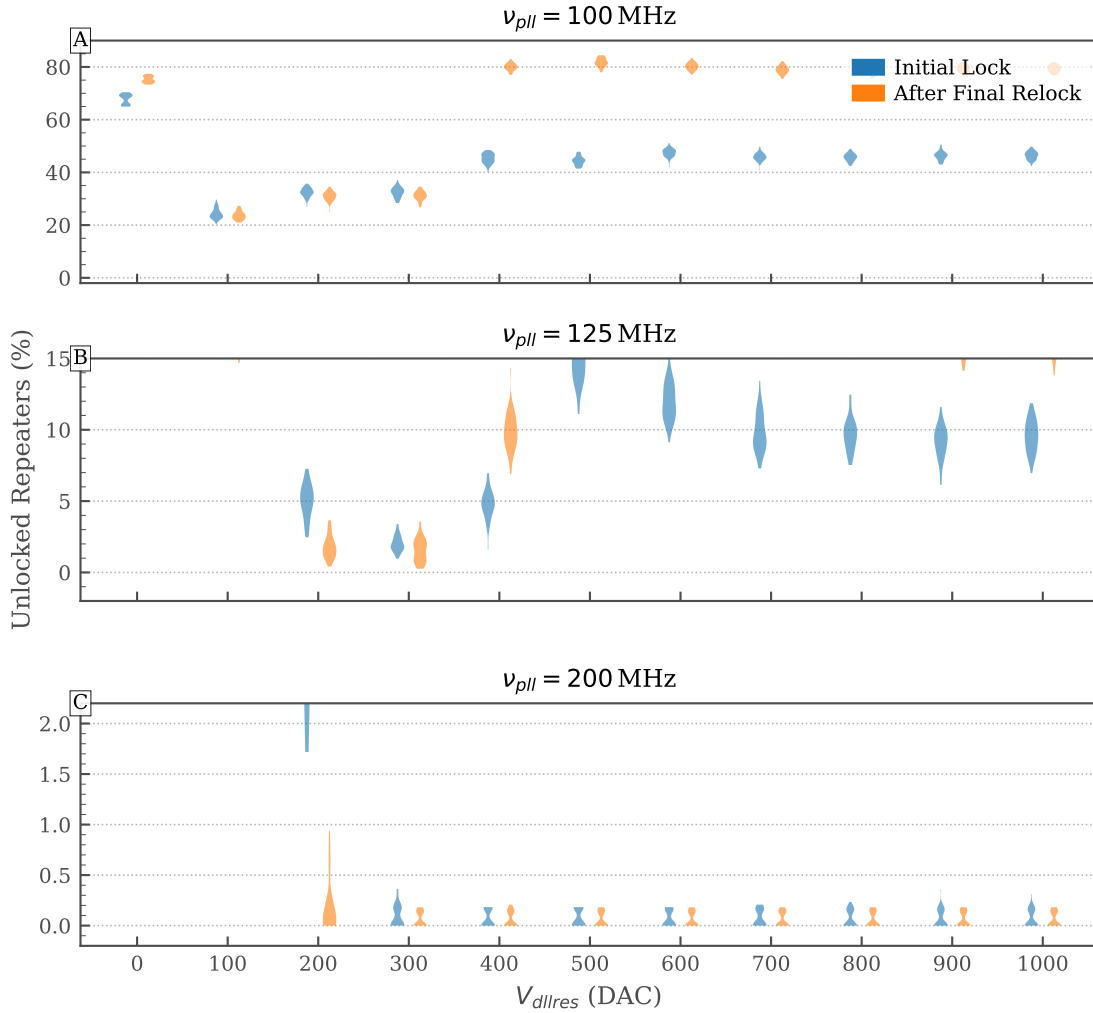 ν_pll = 100 MHz
A
80
60
40
20
0
Initial Lock
After Final Relock
Unlocked Repeaters (%)
ν_pll = 125 MHz
B
15
10
5
0
ν_pll = 200 MHz
C
2.0
1.5
1.0
0.5
0.0
0 100 200 300 400 500 600 700 800 900 1000
V_dllres (DAC)